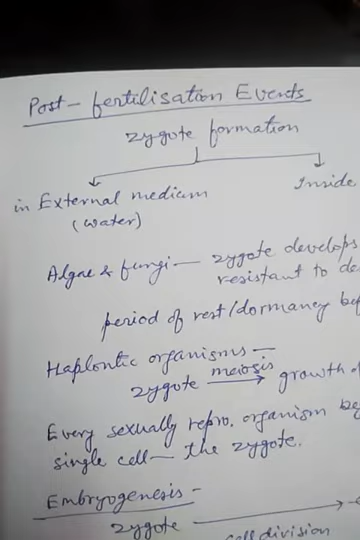 Post-fertilisation Events
zygote formation
in External medium
Inside
(water)
Algae & fungi— zygote develops
resistant to de
period of rest/dormancy bef
Haplontic organisms—
zygote meiosis growth of
Every sexually repro. organism be
single cell— the zygote.
Embryogenesis-
zygote
cell division